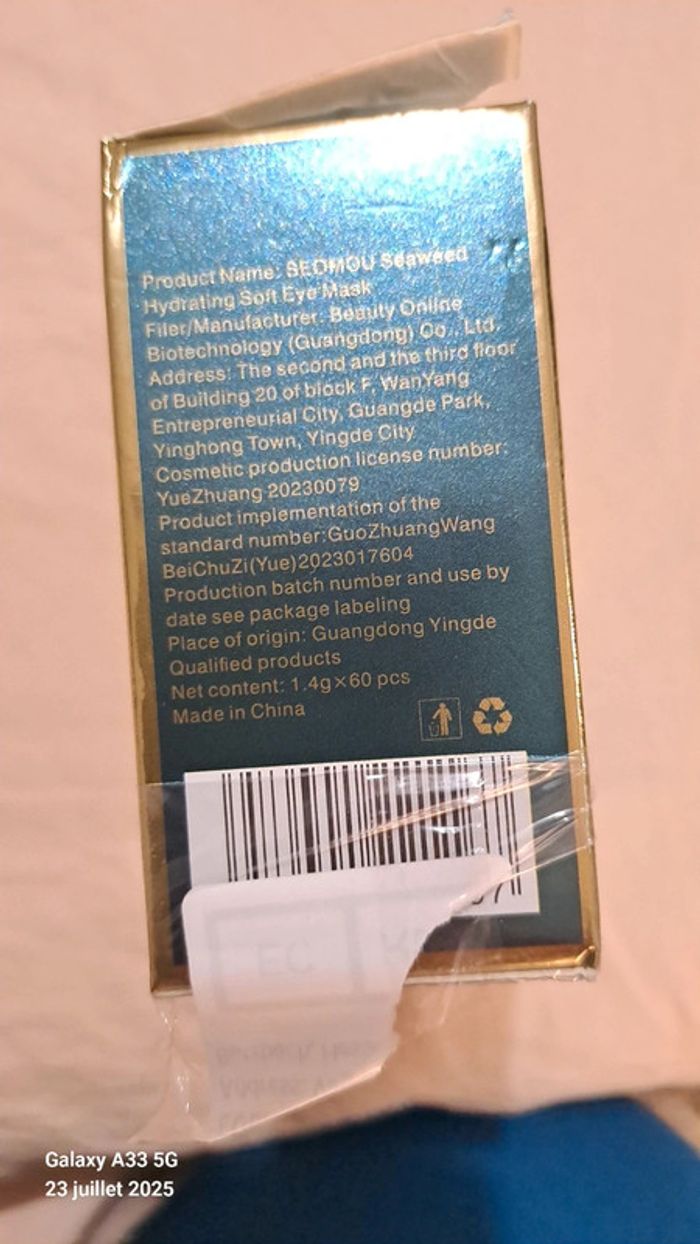 Product Name: SEOMOU Seaweed
Hydrating Soft Eye Mask
Filer/Manufacturer: Beauty Online
Biotechnology (Guangdong) Co., Ltd.
Address: The second and the third floor
of Building 20 of block F, WanYang
Entrepreneurial City, Guangde Park,
Yinghong Town, Yingde City
Cosmetic production license number:
YueZhuang 20230079
Product implementation of the
standard number:GuoZhuangWang
BeiChuZi(Yue)2023017604
Production batch number and use by
date see package labeling
Place of origin: Guangdong Yingde
Qualified products
Net content: 1.4g×60 pcs
Made in China
EC
Address:
Galaxy A33 5G
23 juillet 2025